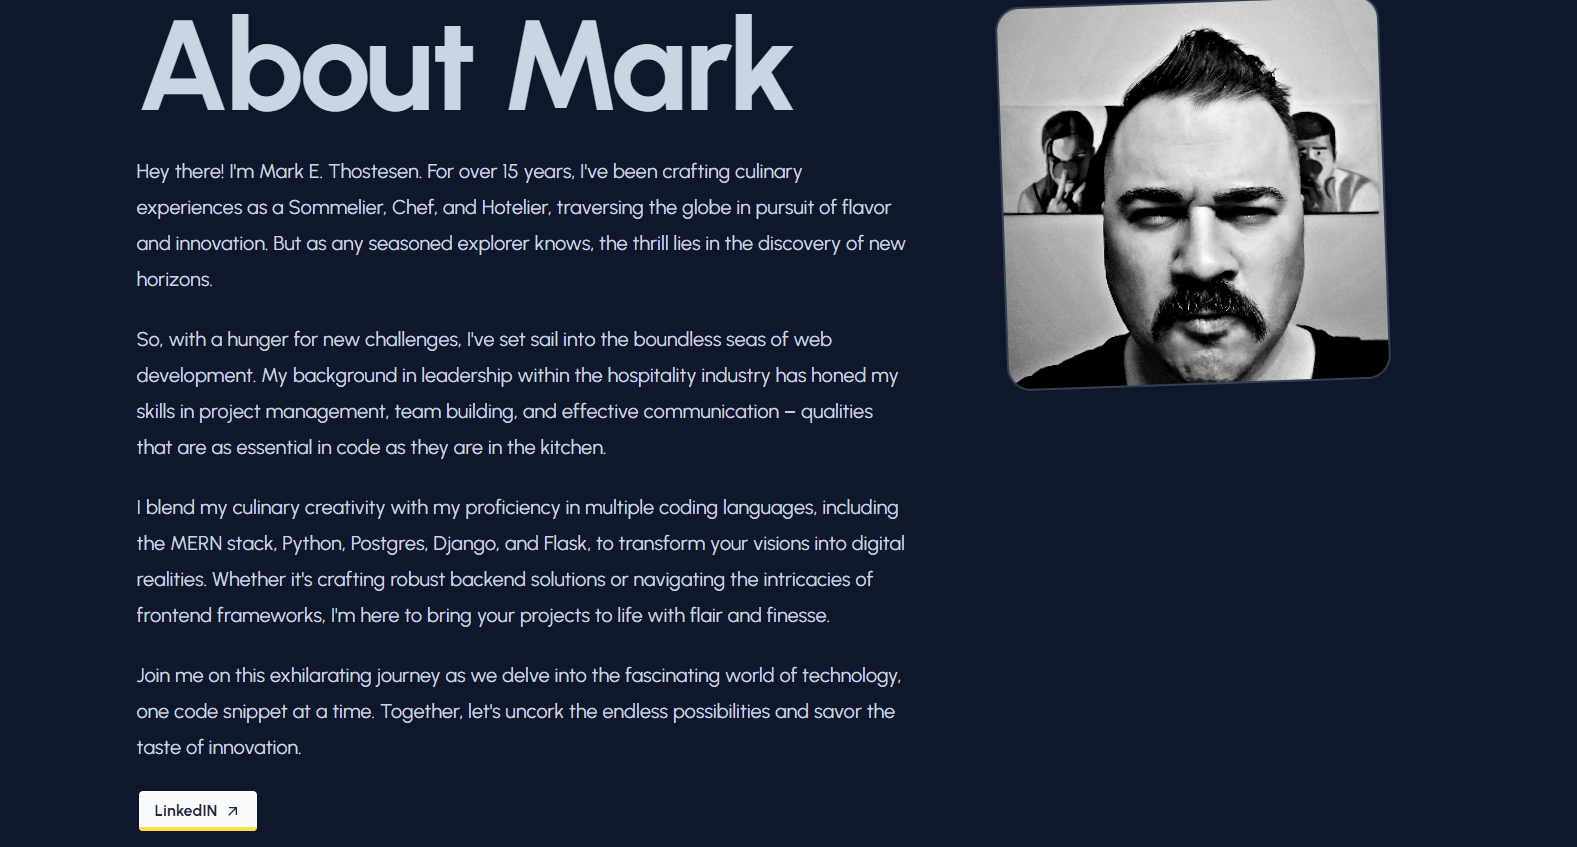 About Mark
Hey there! I'm Mark E. Thostesen. For over 15 years, I've been crafting culinary
experiences as a Sommelier, Chef, and Hotelier, traversing the globe in pursuit of flavor
and innovation. But as any seasoned explorer knows, the thrill lies in the discovery of new
horizons.
So, with a hunger for new challenges, I've set sail into the boundless seas of web
development. My background in leadership within the hospitality industry has honed my
skills in project management, team building, and effective communication – qualities
that are as essential in code as they are in the kitchen.
I blend my culinary creativity with my proficiency in multiple coding languages, including
the MERN stack, Python, Postgres, Django, and Flask, to transform your visions into digital
realities. Whether it's crafting robust backend solutions or navigating the intricacies of
frontend frameworks, I'm here to bring your projects to life with flair and finesse.
Join me on this exhilarating journey as we delve into the fascinating world of technology,
one code snippet at a time. Together, let's uncork the endless possibilities and savor the
taste of innovation.
LinkedIN